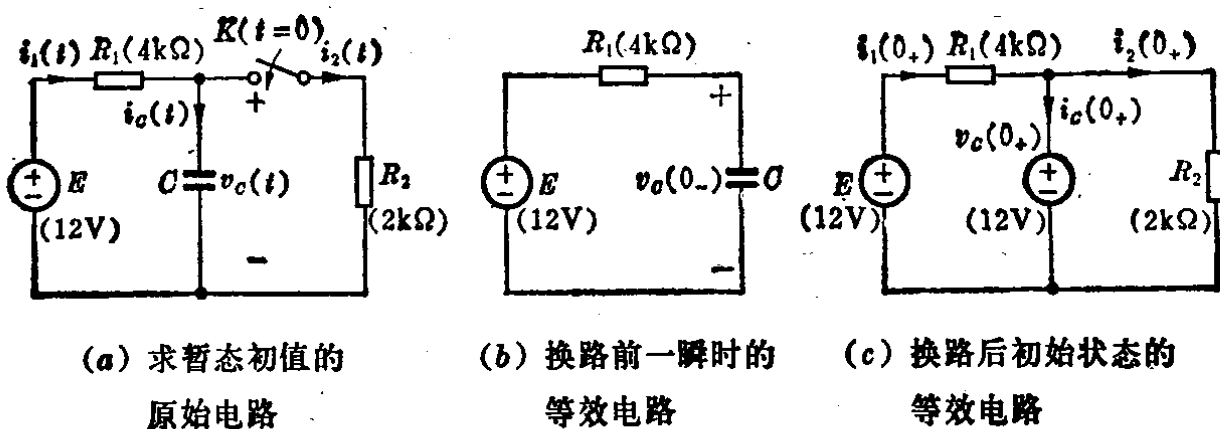 i₁(t) R₁(4kΩ) K(t=0) i₂(t)
i_C(t)
E C v_C(t) R₂
(12V) (2kΩ)
R₁(4kΩ)
E v_C(0₋) C
(12V)
i₁(0₊) R₁(4kΩ) i₂(0₊)
i_C(0₊)
v_C(0₊)
E R₂
(12V) (12V) (2kΩ)
(a) 求暂态初值的
原始电路
(b) 换路前一瞬时的
等效电路
(c) 换路后初始状态的
等效电路